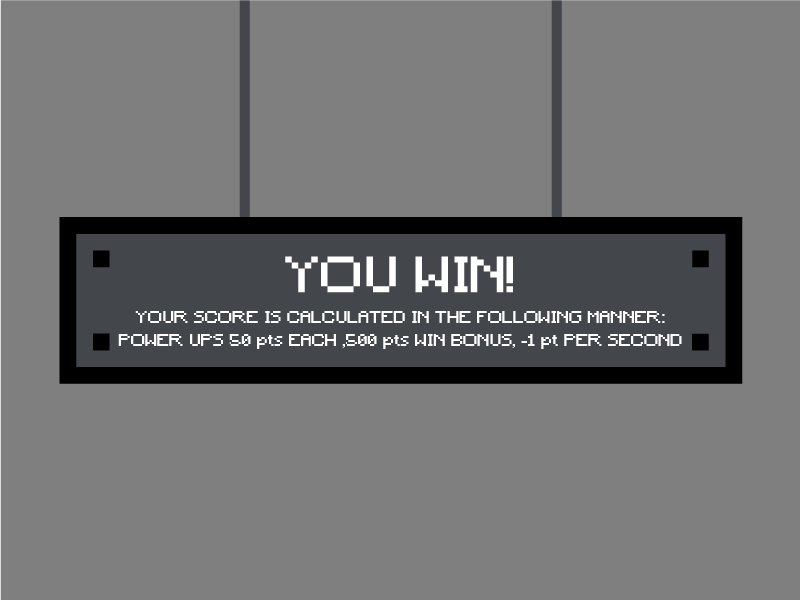 YOU WIN!
YOUR SCORE IS CALCULATED IN THE FOLLOWING MANNER:
POWER UPS 50 pts EACH ,500 pts WIN BONUS, -1 pt PER SECOND